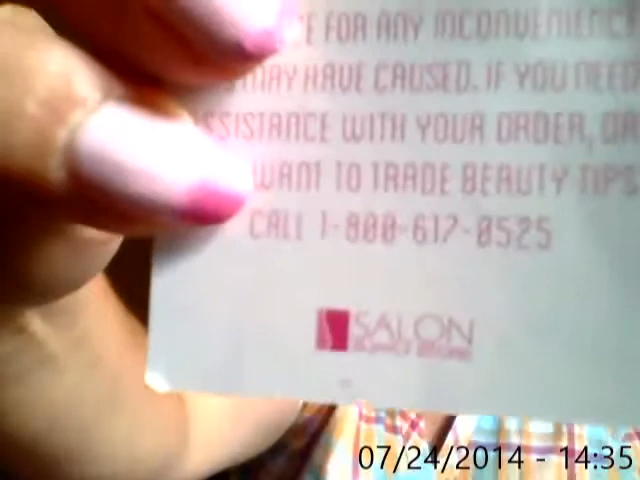 FOR ANY INCONVENIENCE
MAY HAVE CAUSED. IF YOU NEED
ASSISTANCE WITH YOUR ORDER, OR
WANT TO TRADE BEAUTY TIPS
CALL 1-800-617-0525
SALON
07/24/2014 - 14:35